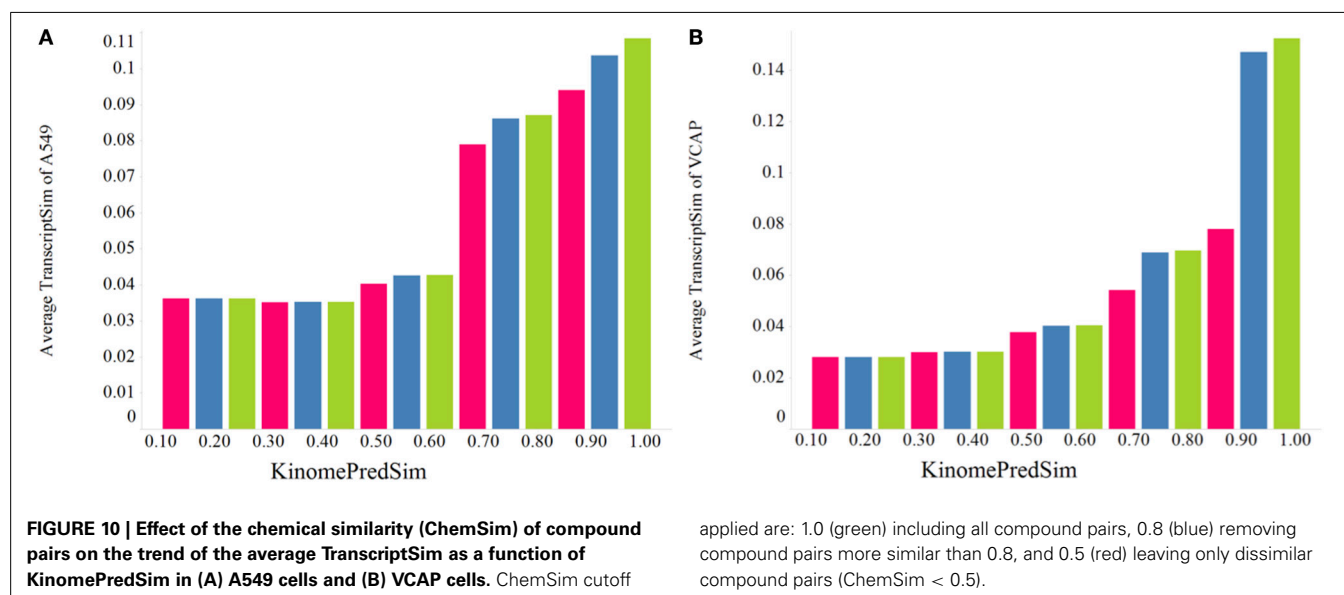 A
Average TranscriptSim of A549
0.11
0.1
0.09
0.08
0.07
0.06
0.05
0.04
0.03
0.02
0.01
0
0.10 0.20 0.30 0.40 0.50 0.60 0.70 0.80 0.90 1.00
KinomePredSim
B
Average TranscriptSim of VCAP
0.14
0.12
0.1
0.08
0.06
0.04
0.02
0
0.10 0.20 0.30 0.40 0.50 0.60 0.70 0.80 0.90 1.00
KinomePredSim
FIGURE 10 | Effect of the chemical similarity (ChemSim) of compound
pairs on the trend of the average TranscriptSim as a function of
KinomePredSim in (A) A549 cells and (B) VCAP cells. ChemSim cutoff
applied are: 1.0 (green) including all compound pairs, 0.8 (blue) removing
compound pairs more similar than 0.8, and 0.5 (red) leaving only dissimilar
compound pairs (ChemSim < 0.5).